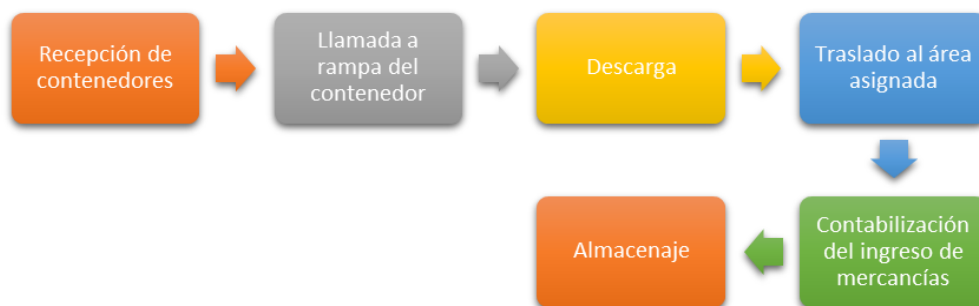 Recepción de
contenedores
Llamada a
rampa del
contenedor
Descarga
Traslado al área
asignada
Contabilización
del ingreso de
mercancías
Almacenaje